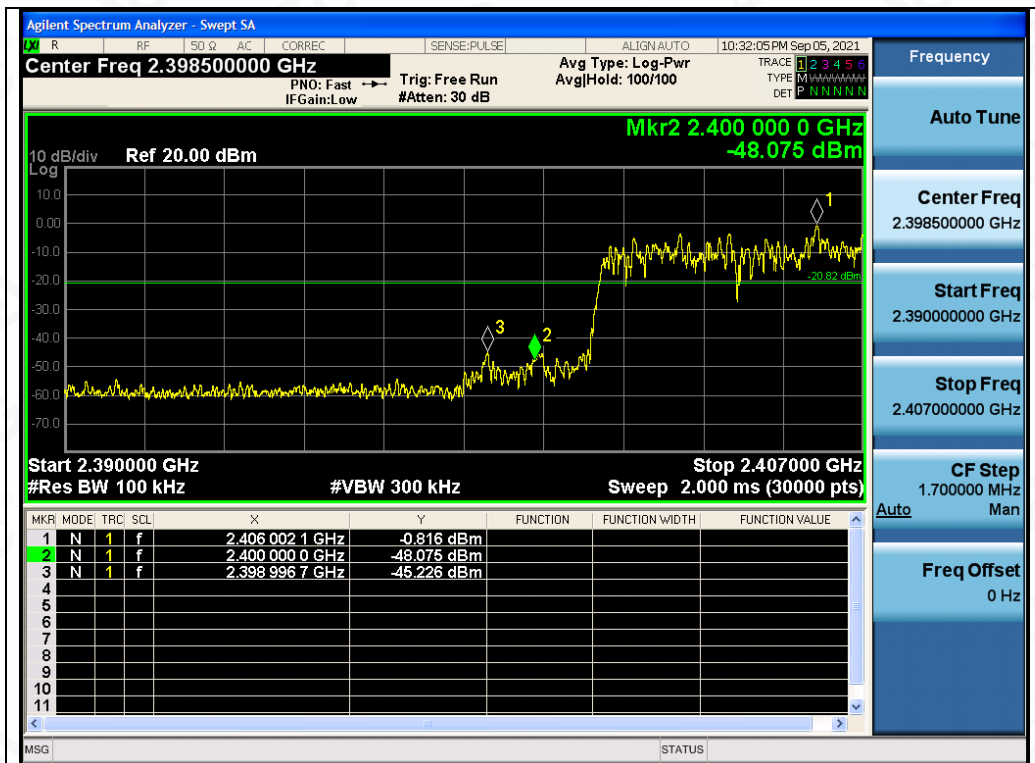 Agilent Spectrum Analyzer - Swept SA
LXI R RF 50 Ω AC CORREC SENSE:PULSE ALIGN AUTO 10:32:05 PM Sep 05, 2021
Center Freq 2.398500000 GHz
PNO: Fast
IFGain:Low
Trig: Free Run
#Atten: 30 dB
Avg Type: Log-Pwr
Avg|Hold: 100/100
TRACE 1 2 3 4 5 6
TYPE M
DET P N N N N N
Mkr2 2.400 000 0 GHz
-48.075 dBm
10 dB/div Ref 20.00 dBm
Log
10.0
0.00
-10.0
-20.0
-30.0
-40.0
-50.0
-60.0
-70.0
1
-20.82 dBm
3
2
Start 2.390000 GHz
Stop 2.407000 GHz
#Res BW 100 kHz
#VBW 300 kHz
Sweep 2.000 ms (30000 pts)
MKR MODE TRC SCL X Y FUNCTION FUNCTION WIDTH FUNCTION VALUE
1 N 1 f 2.406 002 1 GHz -0.816 dBm
2 N 1 f 2.400 000 0 GHz -48.075 dBm
3 N 1 f 2.398 996 7 GHz -45.226 dBm
4
5
6
7
8
9
10
11
MSG
STATUS
Frequency
Auto Tune
Center Freq
2.398500000 GHz
Start Freq
2.390000000 GHz
Stop Freq
2.407000000 GHz
CF Step
1.700000 MHz
Auto Man
Freq Offset
0 Hz